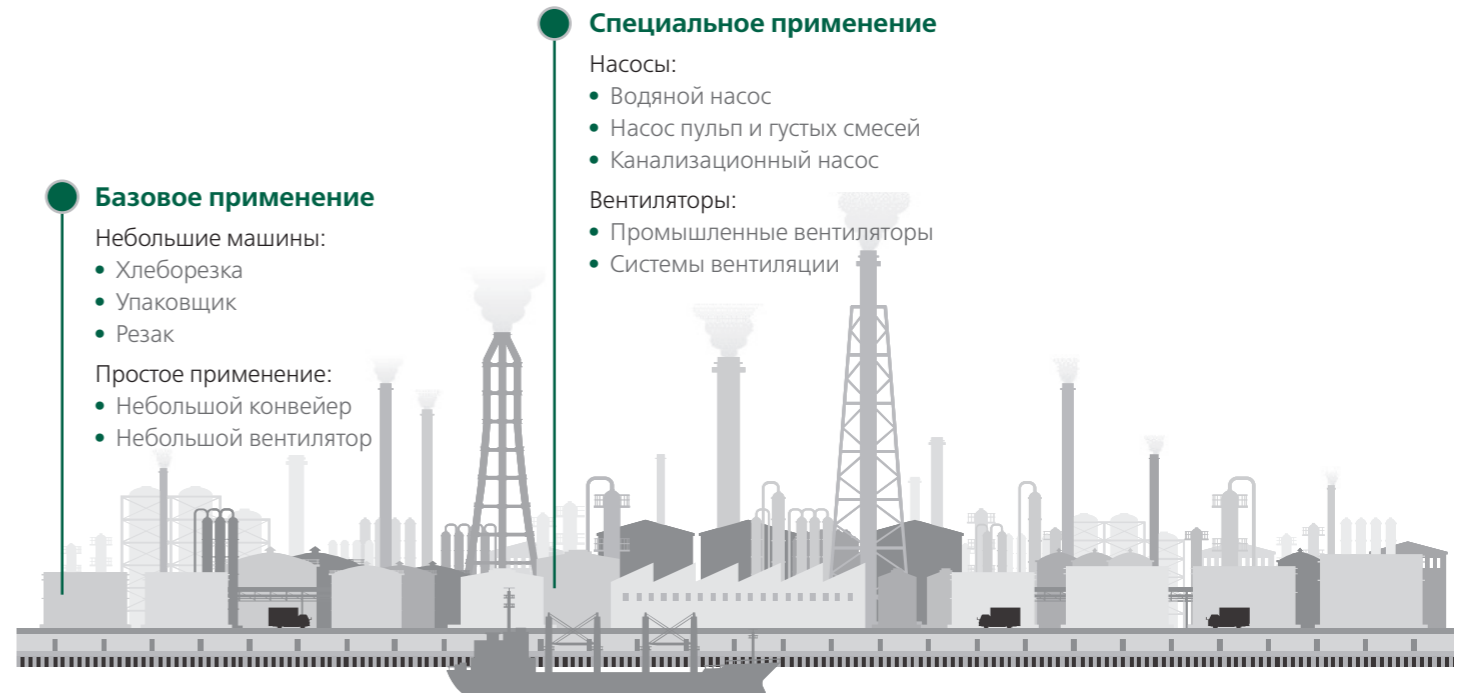 Специальное применение
Насосы:
• Водяной насос
• Насос пульп и густых смесей
• Канализационный насос
Вентиляторы:
• Промышленные вентиляторы
• Системы вентиляции
Базовое применение
Небольшие машины:
• Хлеборезка
• Упаковщик
• Резак
Простое применение:
• Небольшой конвейер
• Небольшой вентилятор